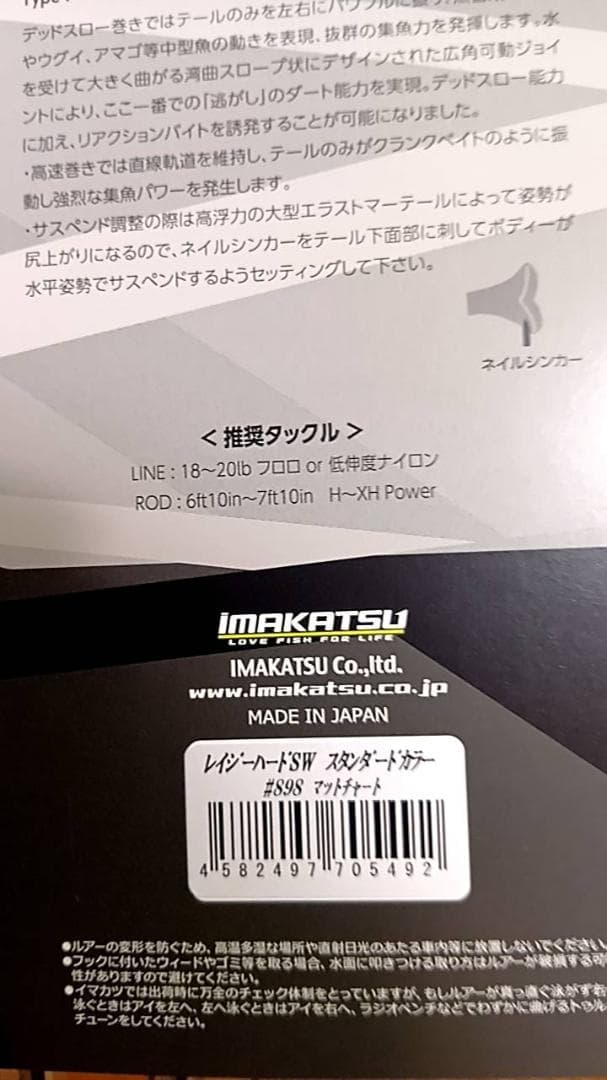 デッドスロー巻きではテールのみを左右に
やウグイ、アマゴ等中型魚の動きを表現、抜群の集魚力を発揮します。水
を受けて大きく曲がる湾曲スロープ状にデザインされた広角可動ジョイ
ントにより、ここ一番での「逃がし」のダート能力を実現。デッドスロー能力
に加え、リアクションバイトを誘発することが可能になりました。
・高速巻きでは直線軌道を維持し、テールのみがクランクベイトのように振
動し強烈な集魚パワーを発生します。
・サスペンド調整の際は高浮力の大型エラストマーテールによって姿勢が
尻上がりになるので、ネイルシンカーをテール下面部に刺してボディーが
水平姿勢でサスペンドするようセッティングして下さい。
ネイルシンカー
＜推奨タックル＞
LINE : 18〜20lb フロロ or 低伸度ナイロン
ROD : 6ft10in〜7ft10in H〜XH Power
IMAKATSU
LOVE FISH FOR LIFE
IMAKATSU Co.,ltd.
www.imakatsu.co.jp
MADE IN JAPAN
レイジーハードSW スタンダードカラー
#898 マットチャート
4 582497 705492
●ルアーの変形を防ぐため、高温多湿な場所や直射日光のあたる車内等に放置しないでください
●フックに付いたウィードやゴミ等を取る場合、水面に叩きつける取り方はルアーが破損する可
性がありますので避けてください。
●イマカツでは出荷時に万全のチェック体制をとっていますが、もしルアーが真っ直ぐ泳がず右
泳ぐときはアイを左へ、左へ泳ぐときはアイを右へ、ラジオペンチなどでわずかに曲げるトゥル
チューンをしてください。